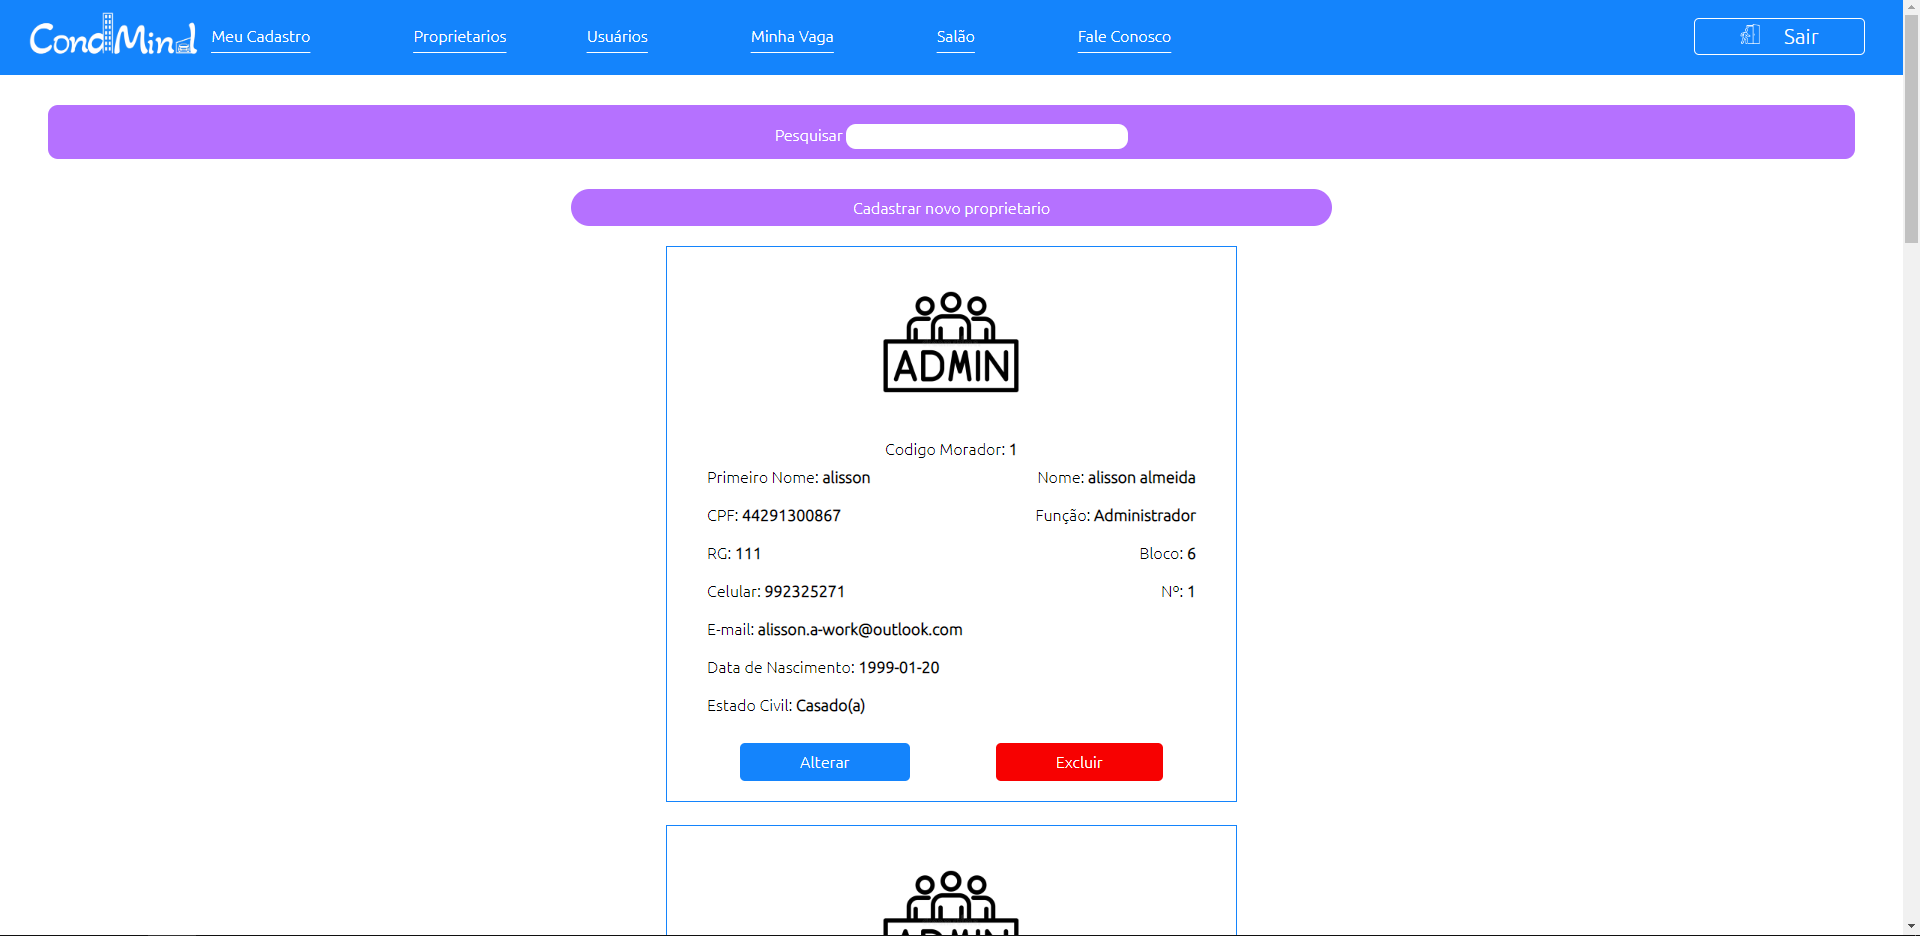 CondMind Meu Cadastro Proprietarios Usuários Minha Vaga Salão Fale Conosco Sair
Pesquisar
Cadastrar novo proprietario
ADMIN
Codigo Morador: 1
Primeiro Nome: alisson Nome: alisson almeida
CPF: 44291300867 Função: Administrador
RG: 111 Bloco: 6
Celular: 992325271 Nº: 1
E-mail: alisson.a-work@outlook.com
Data de Nascimento: 1999-01-20
Estado Civil: Casado(a)
Alterar Excluir
ADMIN